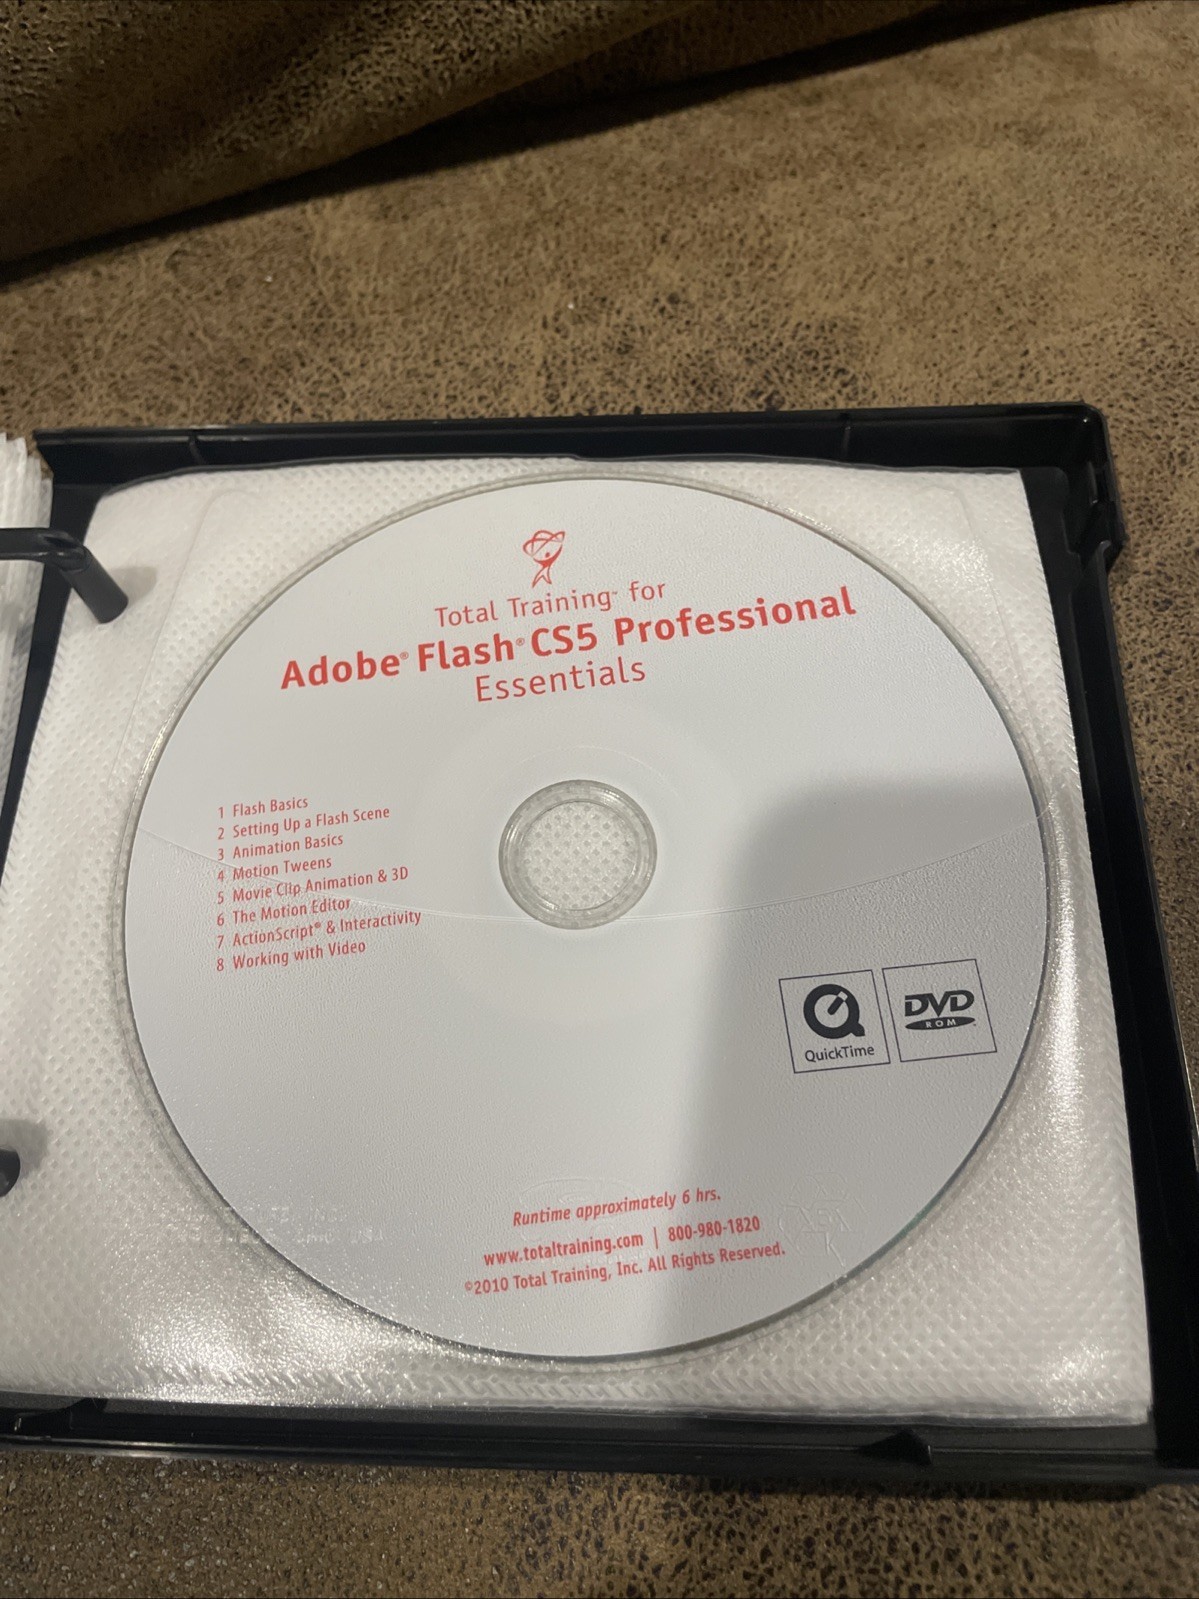 Total Training™ for
Adobe® Flash® CS5 Professional
Essentials
1 Flash Basics
2 Setting Up a Flash Scene
3 Animation Basics
4 Motion Tweens
5 Movie Clip Animation & 3D
6 The Motion Editor
7 ActionScript® & Interactivity
8 Working with Video
QuickTime
DVD
ROM
Runtime approximately 6 hrs.
www.totaltraining.com | 800-980-1820
©2010 Total Training, Inc. All Rights Reserved.